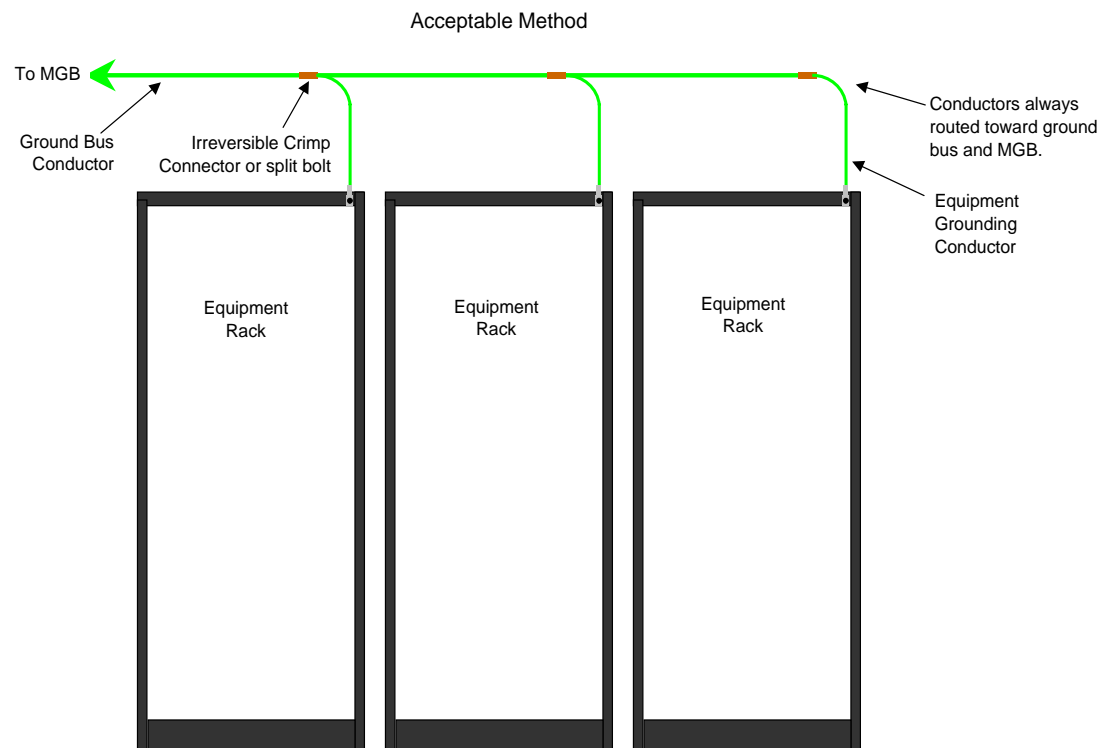 Acceptable Method
To MGB
Ground Bus
Conductor
Irreversible Crimp
Connector or split bolt
Conductors always
routed toward ground
bus and MGB.
Equipment
Grounding
Conductor
Equipment
Rack
Equipment
Rack
Equipment
Rack